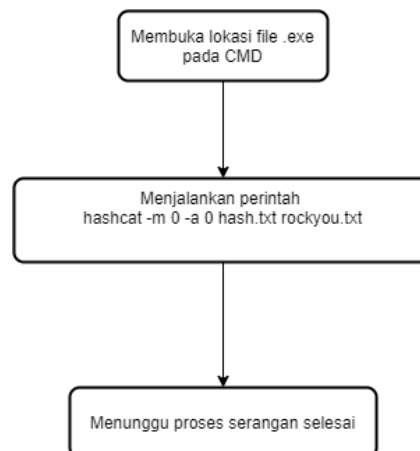 Membuka lokasi file .exe
pada CMD
Menjalankan perintah
hashcat -m 0 -a 0 hash.txt rockyou.txt
Menunggu proses serangan selesai